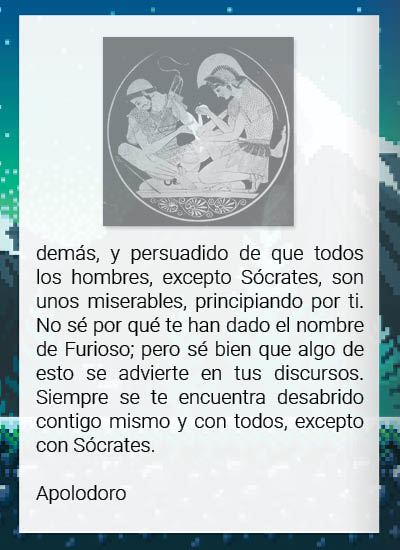 demás, y persuadido de que todos
los hombres, excepto Sócrates, son
unos miserables, principiando por ti.
No sé por qué te han dado el nombre
de Furioso; pero sé bien que algo de
esto se advierte en tus discursos.
Siempre se te encuentra desabrido
contigo mismo y con todos, excepto
con Sócrates.
Apolodoro